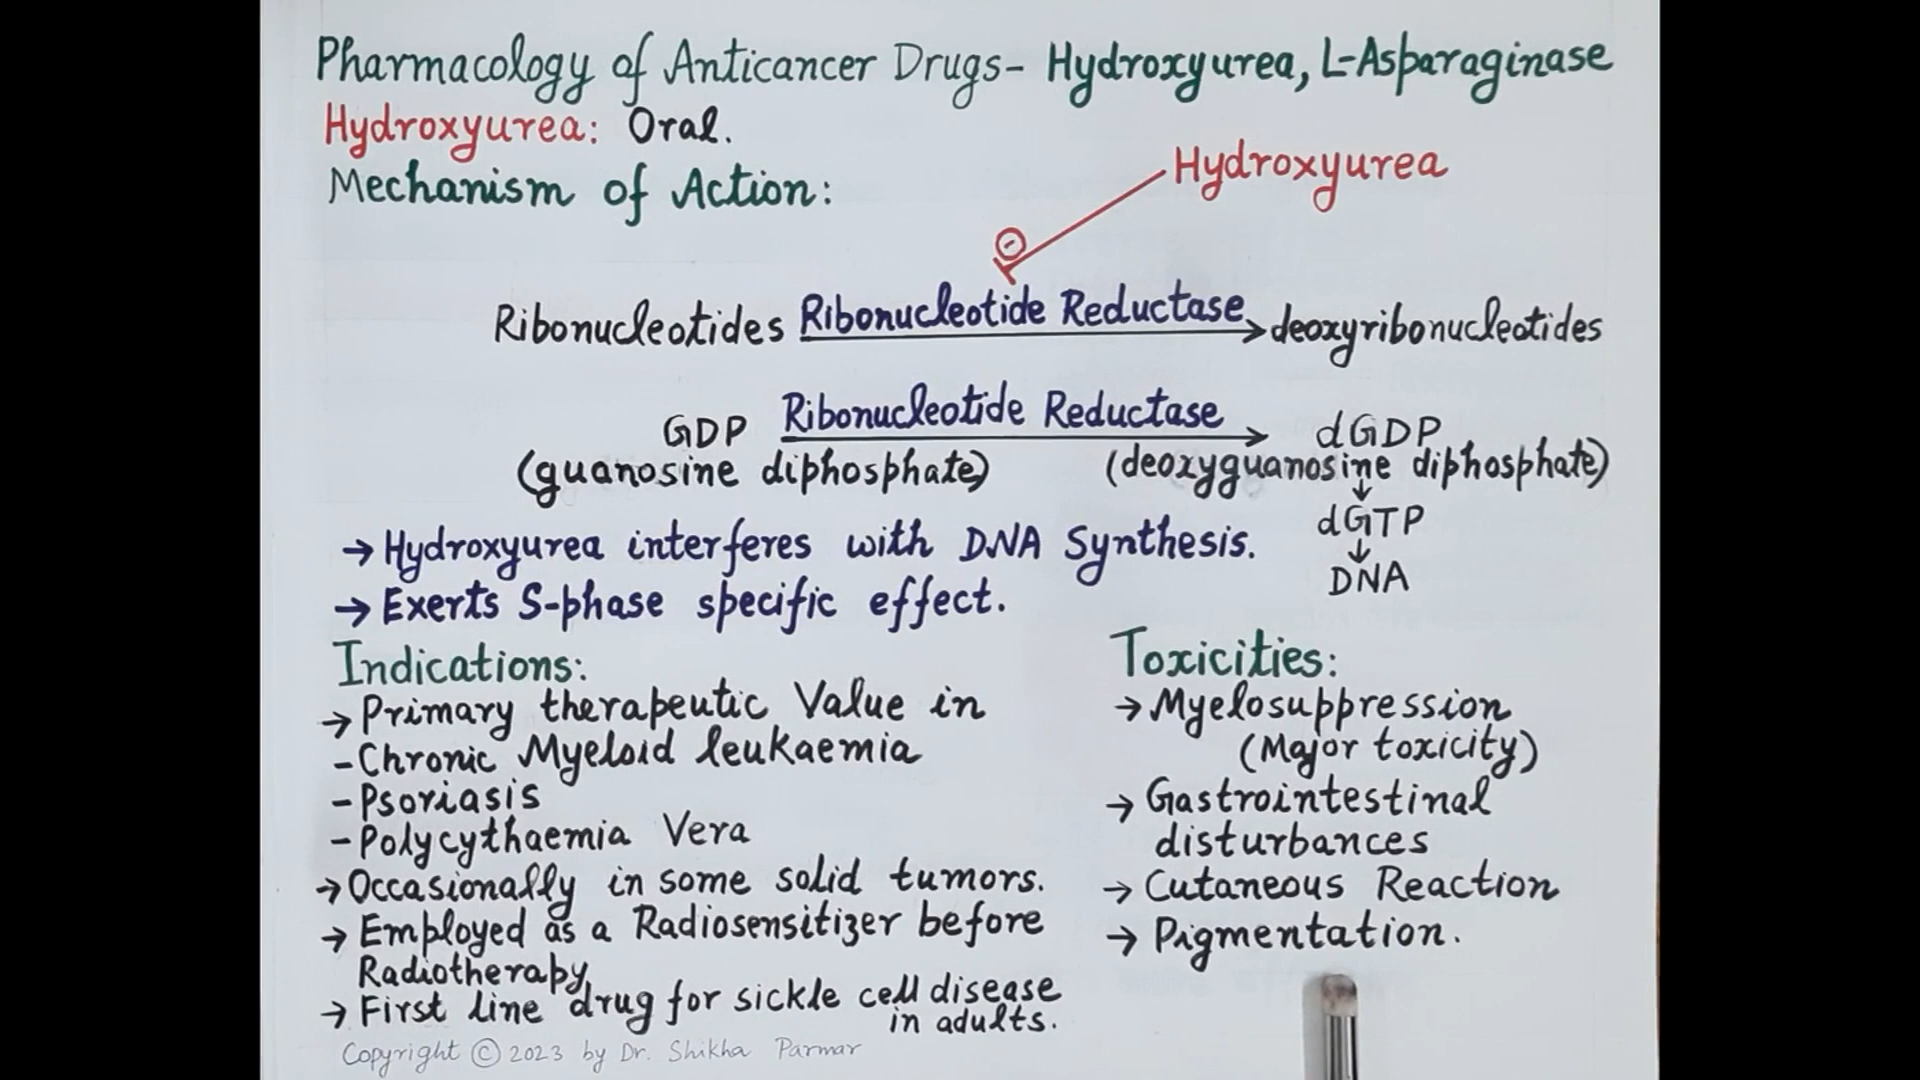 Pharmacology of Anticancer Drugs- Hydroxyurea, L-Asparaginase
Hydroxyurea: Oral.
Mechanism of Action:
Hydroxyurea
Ribonucleotides Ribonucleotide Reductase deoxyribonucleotides
GDP Ribonucleotide Reductase dGDP
(guanosine diphosphate) (deoxyguanosine diphosphate)
↓
dGTP
↓
DNA
→ Hydroxyurea interferes with DNA Synthesis.
→ Exerts S-phase specific effect.
Indications:
→ Primary therapeutic Value in
- Chronic Myeloid leukaemia
- Psoriasis
- Polycythaemia Vera
→ Occasionally in some solid tumors.
→ Employed as a Radiosensitizer before
Radiotherapy
→ First line drug for sickle cell disease
in adults.
Toxicities:
→ Myelosuppression
(Major toxicity)
→ Gastrointestinal
disturbances
→ Cutaneous Reaction
→ Pigmentation.
Copyright © 2023 by Dr. Shikha Parmar